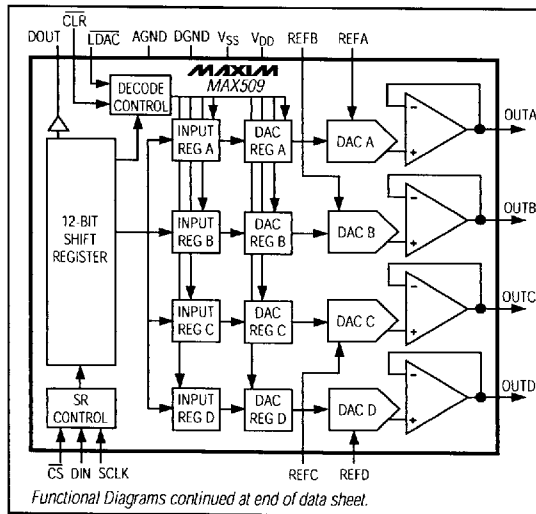 DOUT CLR LDAC AGND DGND VSS VDD REFB REFA
MAXIM
MAX509
DECODE
CONTROL
INPUT
REG A
DAC
REG A
DAC A
OUTA
12-BIT
SHIFT
REGISTER
INPUT
REG B
DAC
REG B
DAC B
OUTB
INPUT
REG C
DAC
REG C
DAC C
OUTC
SR
CONTROL
INPUT
REG D
DAC
REG D
DAC D
OUTD
CS DIN SCLK REFC REFD
Functional Diagrams continued at end of data sheet.